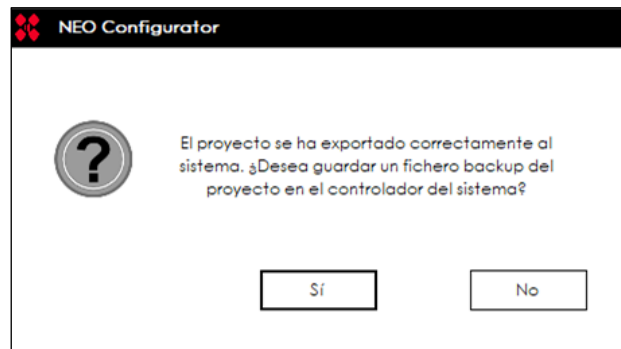 NEO Configurator
El proyecto se ha exportado correctamente al
sistema. ¿Desea guardar un fichero backup del
proyecto en el controlador del sistema?
Sí
No